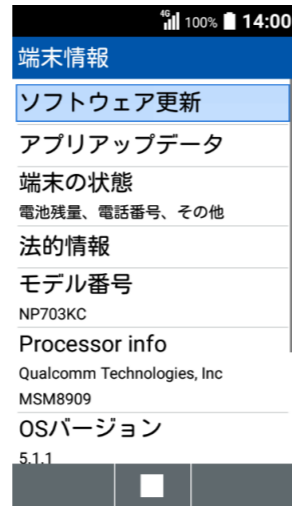 4G 100% 14:00
端末情報
ソフトウェア更新
アプリアップデータ
端末の状態
電池残量、電話番号、その他
法的情報
モデル番号
NP703KC
Processor info
Qualcomm Technologies, Inc
MSM8909
OSバージョン
5.1.1